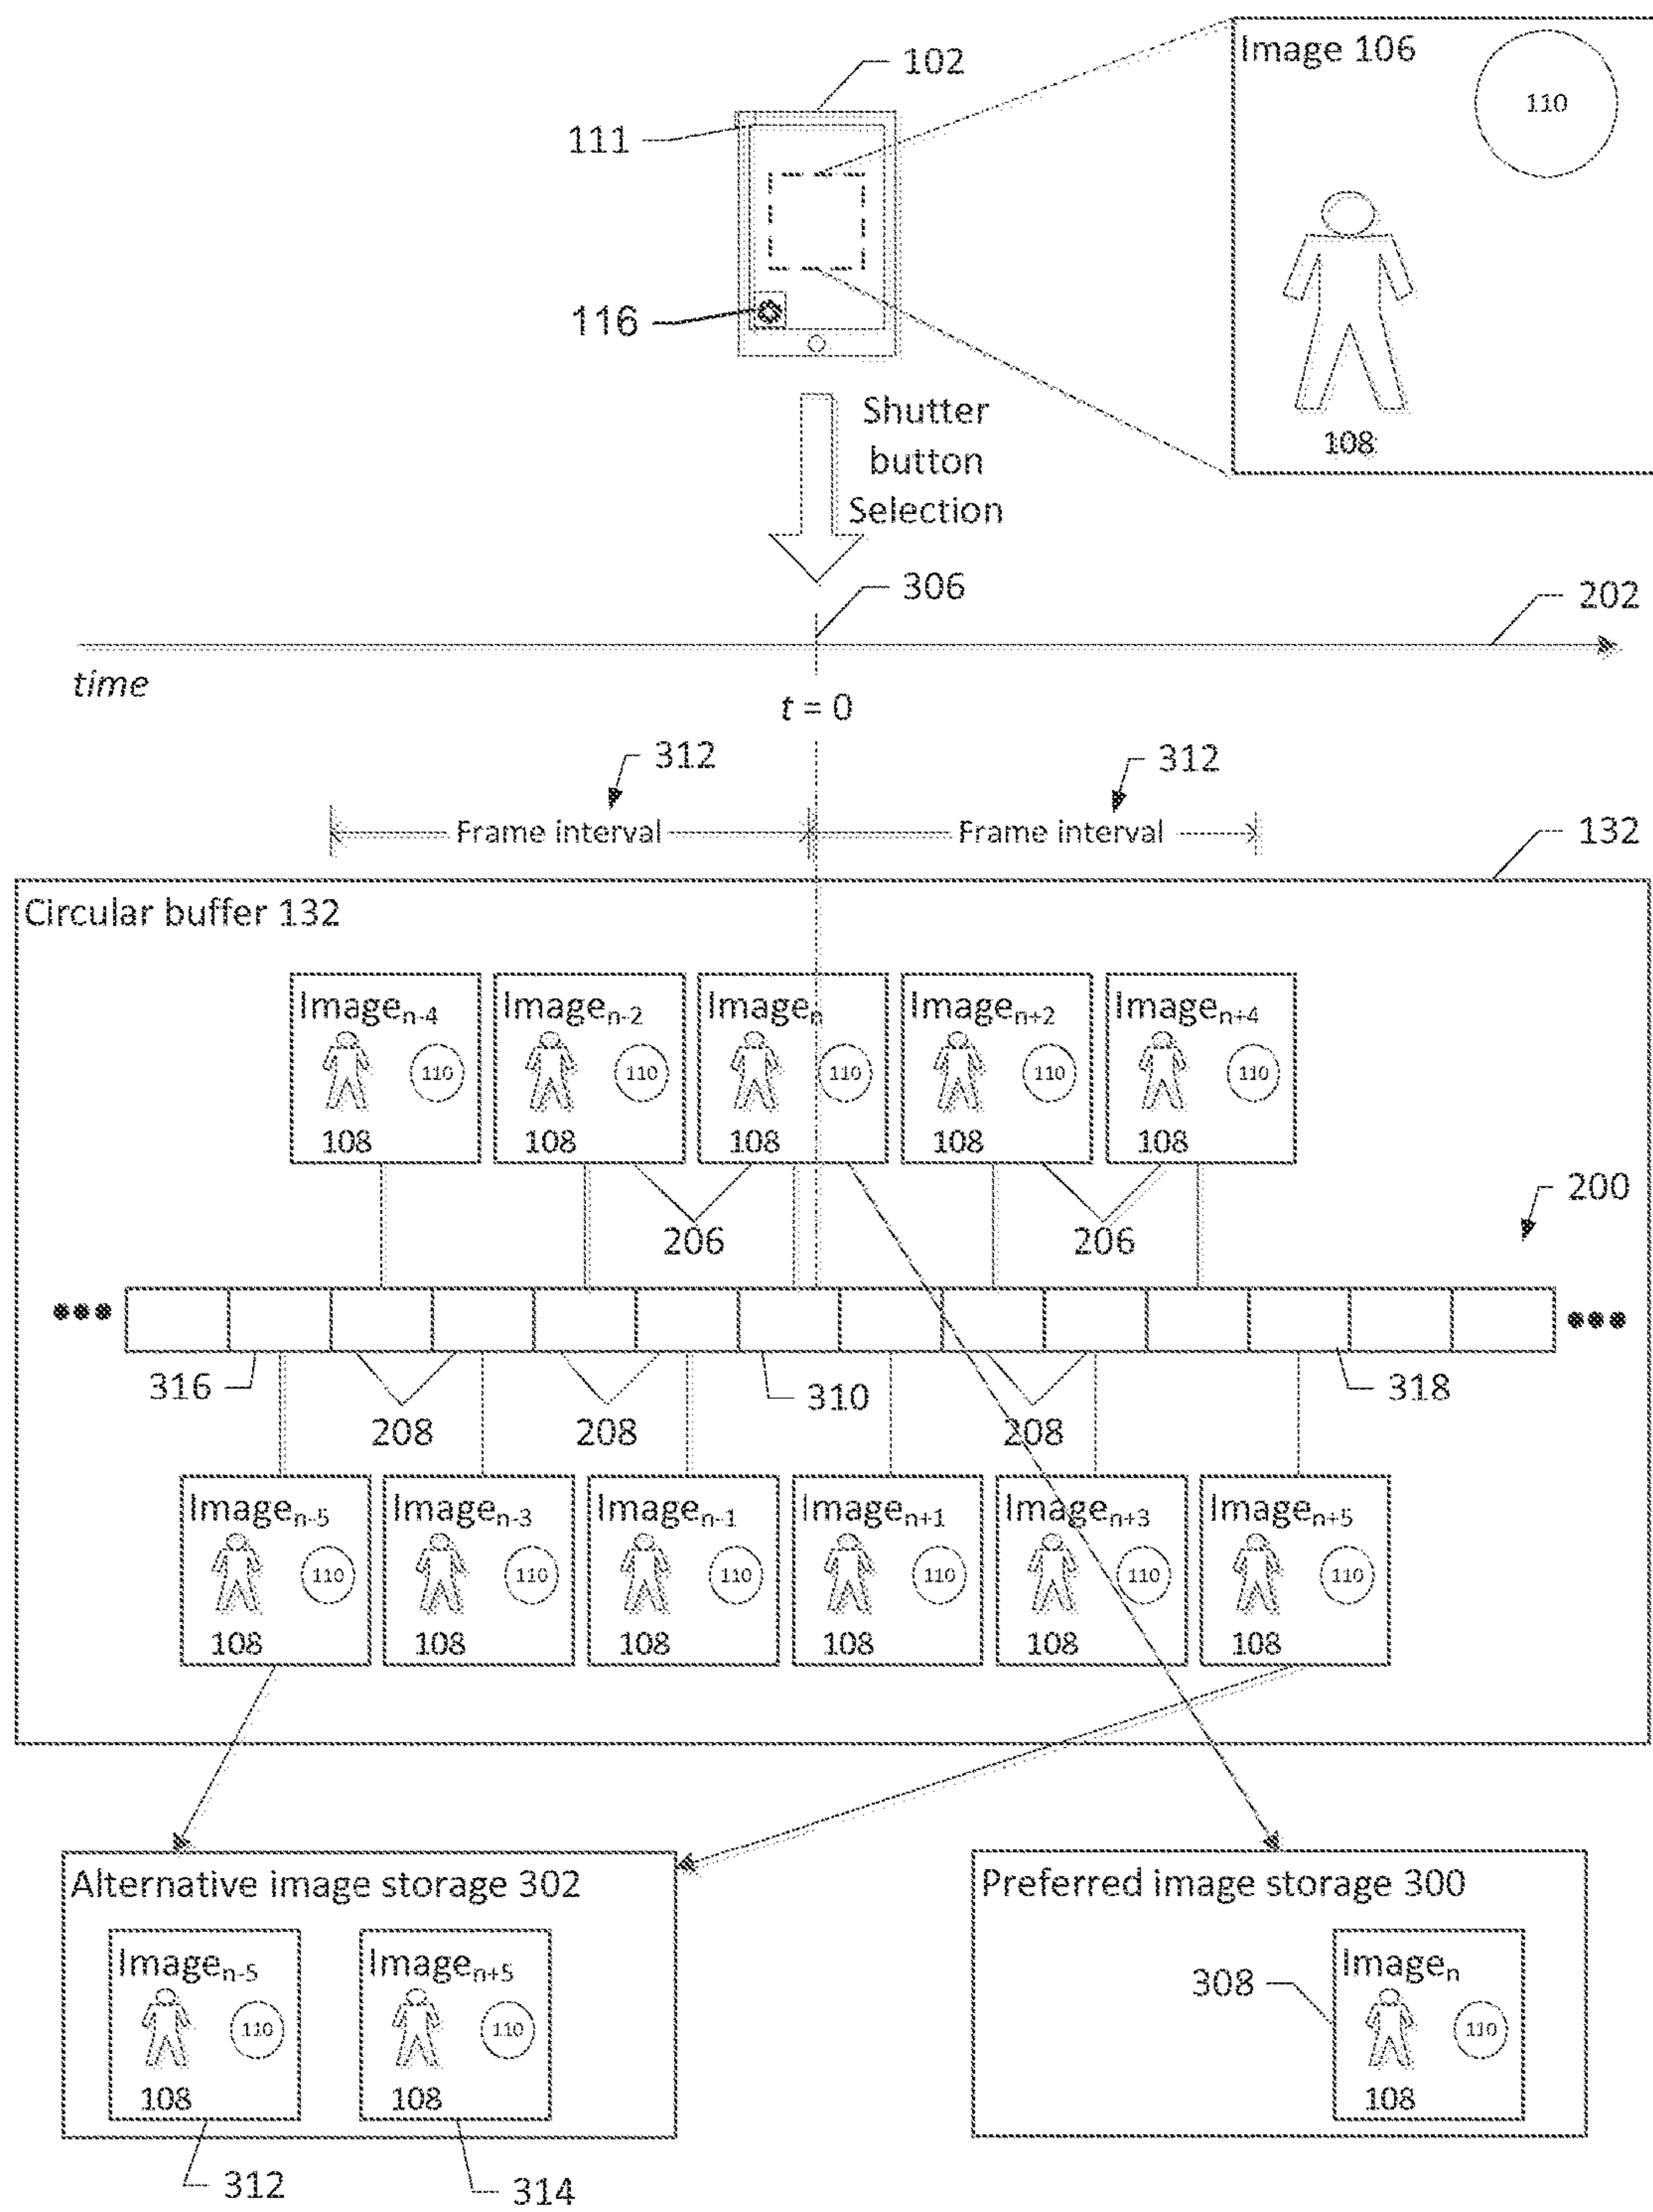 102
Image 106
110
111
116
108
Shutter
button
Selection
306
202
time
t = 0
312
312
Frame interval
Frame interval
132
Circular buffer 132
Imageₙ₋₄
Imageₙ₋₂
Imageₙ
Imageₙ₊₂
Imageₙ₊₄
110
110
110
110
110
108
108
108
108
108
200
206
206
316
310
318
208
208
208
Imageₙ₋₅
Imageₙ₋₃
Imageₙ₋₁
Imageₙ₊₁
Imageₙ₊₃
Imageₙ₊₅
110
110
110
110
110
110
108
108
108
108
108
108
Alternative image storage 302
Preferred image storage 300
Imageₙ₋₅
Imageₙ₊₅
Imageₙ
308
110
110
110
108
108
108
312
314